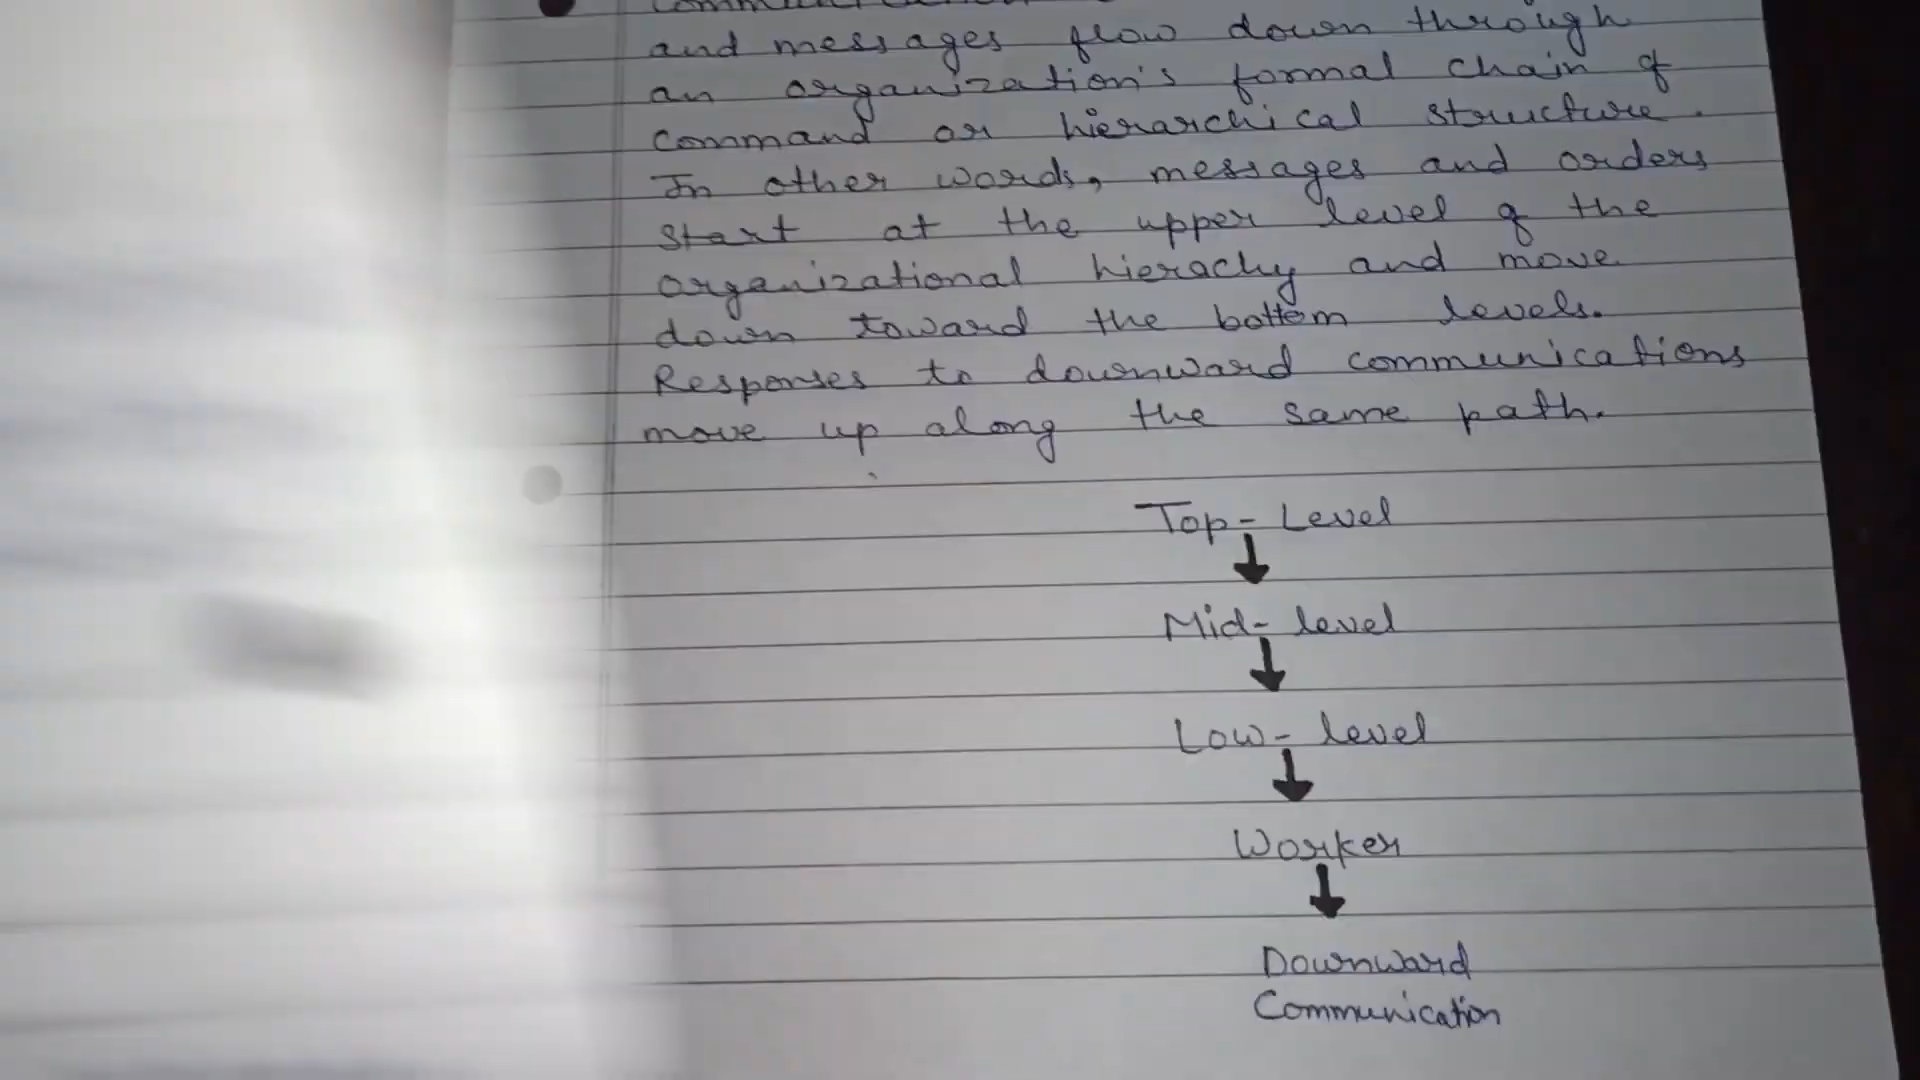 and messages flow down through
an organization's formal chain of
command or hierarchical structure.
In other words, messages and orders
start at the upper level of the
organizational hierachy and move
down toward the bottom levels.
Responses to downward communications
move up along the same path.
Top-Level
Mid-level
Low-level
Worker
Downward
Communication